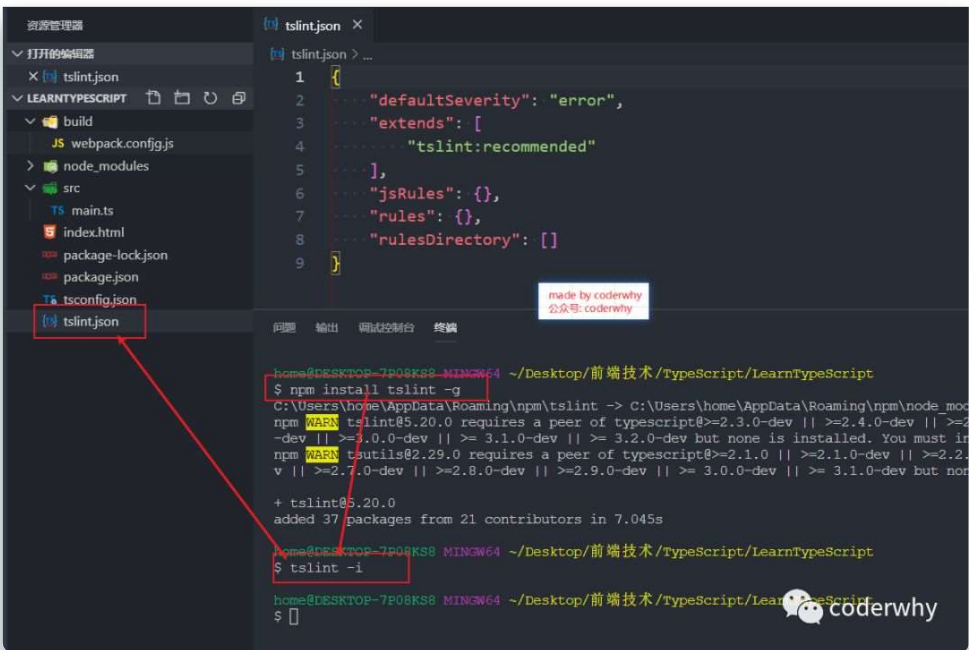 资源管理器
打开的编辑器
tslint.json
LEARNTYPESCRIPT
build
JS webpack.confjg.js
node_modules
src
TS main.ts
index.html
package-lock.json
package.json
tsconfig.json
tslint.json
tslint.json ×
tslint.json > ...
1 {
2 "defaultSeverity": "error",
3 "extends": [
4 "tslint:recommended"
5 ],
6 "jsRules": {},
7 "rules": {},
8 "rulesDirectory": []
9 }
made by coderwhy
公众号: coderwhy
问题 输出 调试控制台 终端
home@DESKTOP-7P08KS8 MINGW64 ~/Desktop/前端技术/TypeScript/LearnTypeScript
$ npm install tslint -g
C:\Users\home\AppData\Roaming\npm\tslint -> C:\Users\home\AppData\Roaming\npm\node_mod
npm WARN tslint@5.20.0 requires a peer of typescript@>=2.3.0-dev || >=2.4.0-dev || >=2
-dev || >=3.0.0-dev || >= 3.1.0-dev || >= 3.2.0-dev but none is installed. You must in
npm WARN tsutils@2.29.0 requires a peer of typescript@>=2.1.0 || >=2.1.0-dev || >=2.2.
v || >=2.7.0-dev || >=2.8.0-dev || >=2.9.0-dev || >= 3.0.0-dev || >= 3.1.0-dev but non
+ tslint@5.20.0
added 37 packages from 21 contributors in 7.045s
home@DESKTOP-7P08KS8 MINGW64 ~/Desktop/前端技术/TypeScript/LearnTypeScript
$ tslint -i
home@DESKTOP-7P08KS8 MINGW64 ~/Desktop/前端技术/TypeScript/LearnTypeScript
$
coderwhy